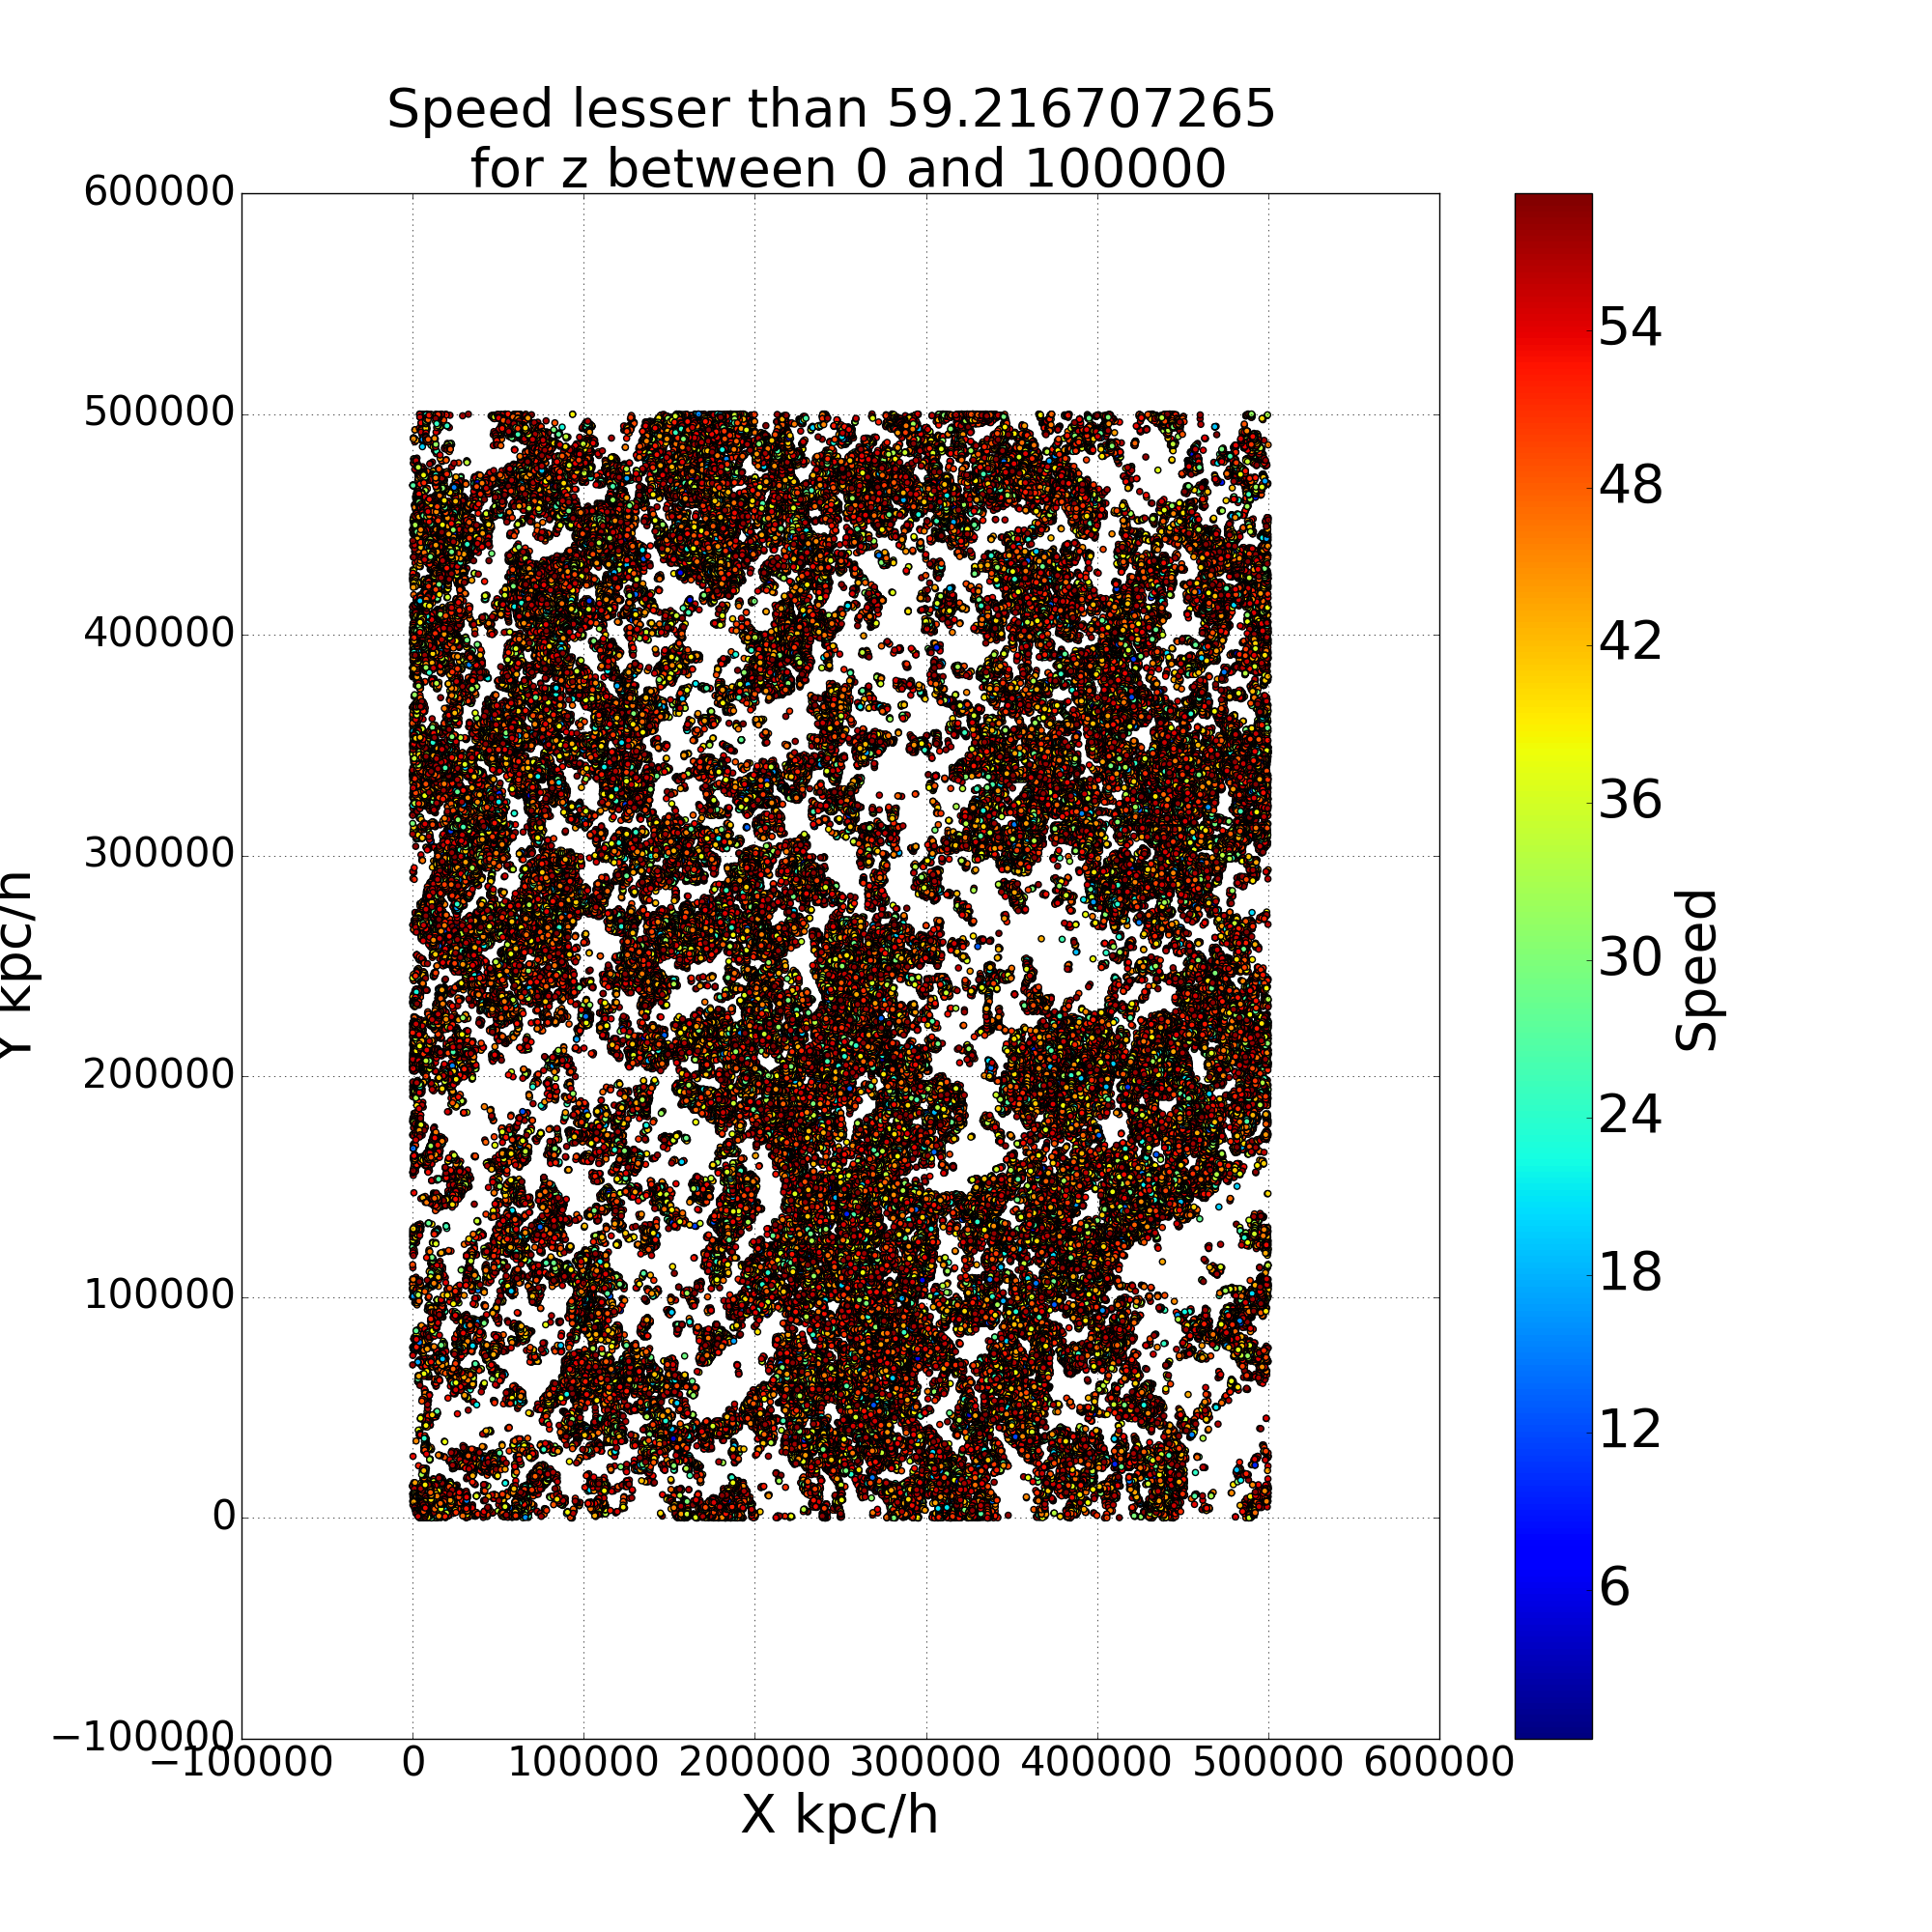 Speed lesser than 59.216707265
for z between 0 and 100000
600000
500000
400000
300000
200000
100000
0
−100000
−100000 0 100000 200000 300000 400000 500000 600000
X kpc/h
Y kpc/h
54
48
42
36
30
24
18
12
6
Speed